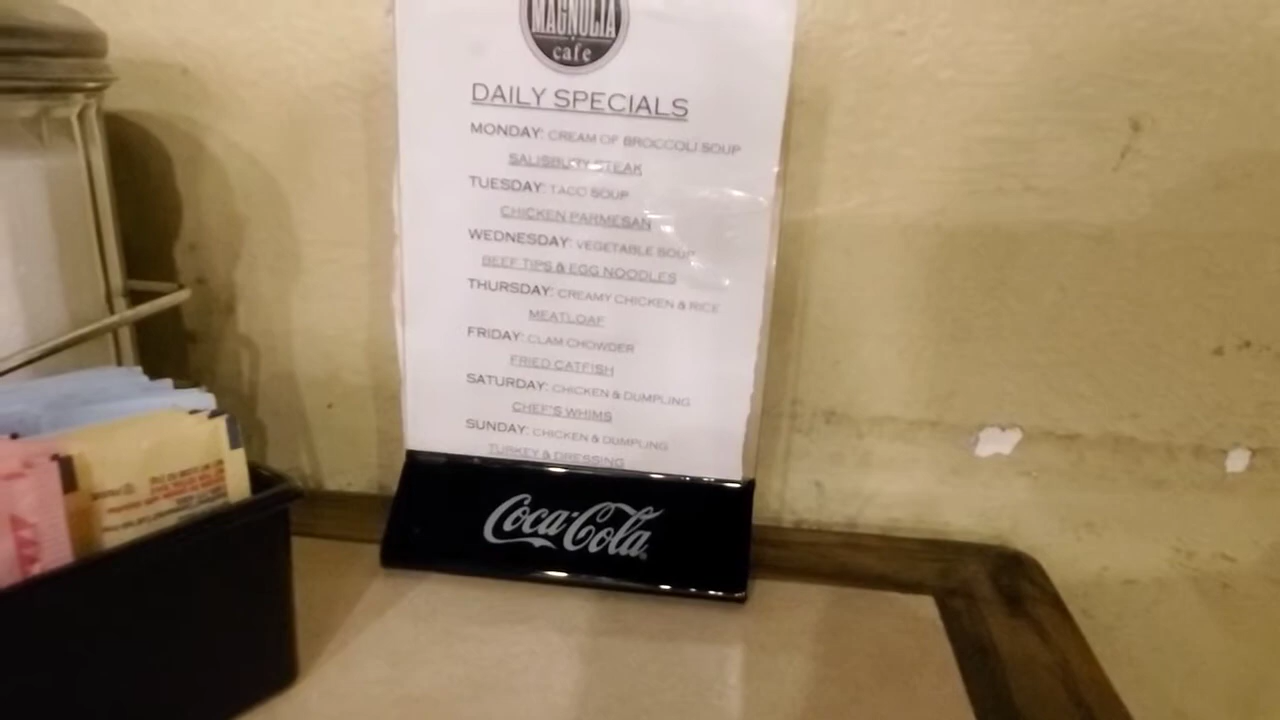 MAGNOLIA
cafe
DAILY SPECIALS
MONDAY: CREAM OF BROCCOLI SOUP
SALISBURY STEAK
TUESDAY: TACO SOUP
CHICKEN PARMESAN
WEDNESDAY: VEGETABLE SOUP
BEEF TIPS & EGG NOODLES
THURSDAY: CREAMY CHICKEN & RICE
MEATLOAF
FRIDAY: CLAM CHOWDER
FRIED CATFISH
SATURDAY: CHICKEN & DUMPLING
CHEF'S WHIMS
SUNDAY: CHICKEN & DUMPLING
TURKEY & DRESSING
Coca-Cola